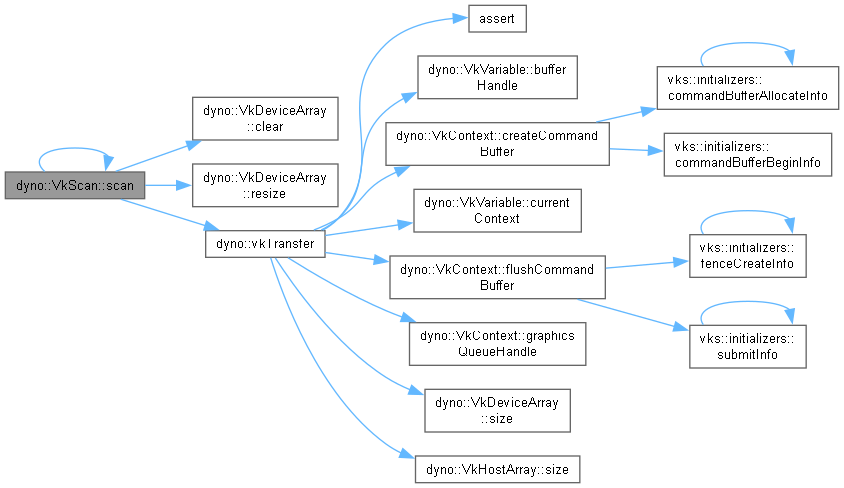 assert
dyno::VkVariable::buffer
Handle
vks::initializers::
commandBufferAllocateInfo
dyno::VkDeviceArray
::clear
dyno::VkContext::createCommand
Buffer
vks::initializers::
commandBufferBeginInfo
dyno::VkScan::scan
dyno::VkDeviceArray
::resize
dyno::VkVariable::current
Context
dyno::vkTransfer
vks::initializers::
fenceCreateInfo
dyno::VkContext::flushCommand
Buffer
dyno::VkContext::graphics
QueueHandle
vks::initializers::
submitInfo
dyno::VkDeviceArray
::size
dyno::VkHostArray::size